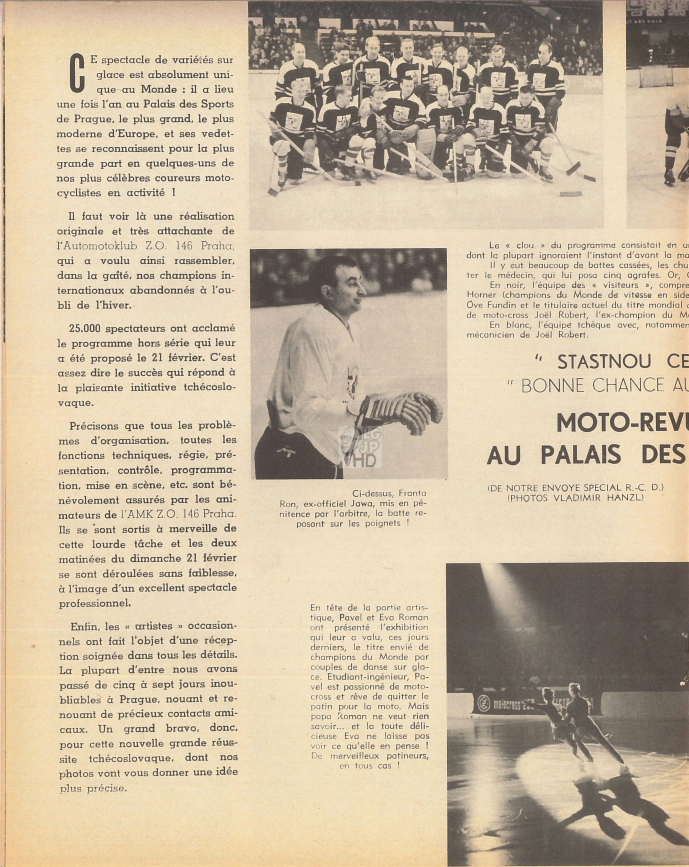 CE spectacle de variétés sur
glace est absolument uni-
que au Monde : il a lieu
une fois l'an au Palais des Sports
de Prague, le plus grand, le plus
moderne d'Europe, et ses vedet-
tes se reconnaissent pour la plus
grande part en quelques-uns de
nos plus célèbres coureurs moto-
cyclistes en activité !
Il faut voir là une réalisation
originale et très attachante de
l'Automotoklub Z.O. 146 Praha,
qui a voulu ainsi rassembler,
dans la gaîté, nos champions in-
ternationaux abandonnés à l'ou-
bli de l'hiver.
25.000 spectateurs ont acclamé
le programme hors série qui leur
a été proposé le 21 février. C'est
assez dire le succès qui répond à
la plaisante initiative tchécoslo-
vaque.
Précisons que tous les problè-
mes d'organisation, toutes les
fonctions techniques, régie, pré-
sentation, contrôle, programma-
tion, mise en scène, etc. sont bé-
névolement assurés par les ani-
mateurs de l'AMK Z.O. 146 Praha.
Ils se sont sortis à merveille de
cette lourde tâche et les deux
matinées du dimanche 21 février
se sont déroulées sans faiblesse,
à l'image d'un excellent spectacle
professionnel.
Enfin, les « artistes » occasion-
nels ont fait l'objet d'une récep-
tion soignée dans tous les détails.
La plupart d'entre nous avons
passé de cinq à sept jours inou-
bliables à Prague, nouant et re-
nouant de précieux contacts ami-
caux. Un grand bravo, donc,
pour cette nouvelle grande réus-
site tchécoslovaque, dont nos
photos vont vous donner une idée
plus précise.
Le « clou » du programme consistait en u
dont la plupart ignoraient l'instant d'avant la ma
Il y eut beaucoup de battes cassées, les chu
ter le médecin, qui lui posa cinq agrafes. Or,
En noir, l'équipe des « visiteurs », compre
Horner (champions du Monde de vitesse en side
Ove Fundin et le titulaire actuel du titre mondial
de moto-cross Joël Robert, l'ex-champion du M
En blanc, l'équipe tchèque avec, notammen
mécanicien de Joël Robert.
" STASTNOU CE
" BONNE CHANCE AU
MOTO-REVU
AU PALAIS DES
(DE NOTRE ENVOYE SPECIAL R.-C. D.)
(PHOTOS VLADIMIR HANZL)
Ci-dessus, Franta
Ron, ex-officiel Jawa, mis en pé-
nitence par l'arbitre, la batte re-
posant sur les poignets !
En tête de la partie artis-
tique, Pavel et Eva Roman
ont présenté l'exhibition
qui leur a valu, ces jours
derniers, le titre envié de
champions du Monde par
couples de danse sur gla-
ce. Etudiant-ingénieur, Pa-
vel est passionné de moto-
cross et rêve de quitter le
patin pour la moto. Mais
papa Roman ne veut rien
savoir... et la toute déli-
cieuse Eva ne laisse pas
voir ce qu'elle en pense !
De merveilleux patineurs,
en tous cas !